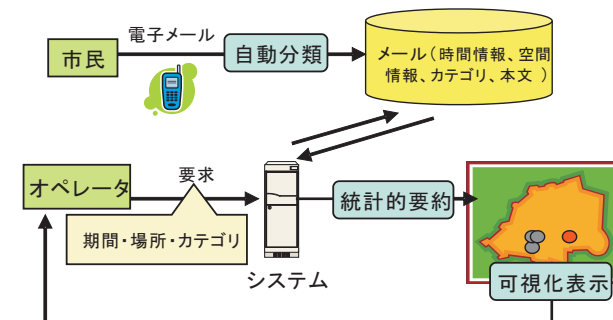 電子メール
市民
自動分類
メール(時間情報、空間
情報、カテゴリ、本文 )
オペレータ
要求
期間・場所・カテゴリ
システム
統計的要約
可視化表示